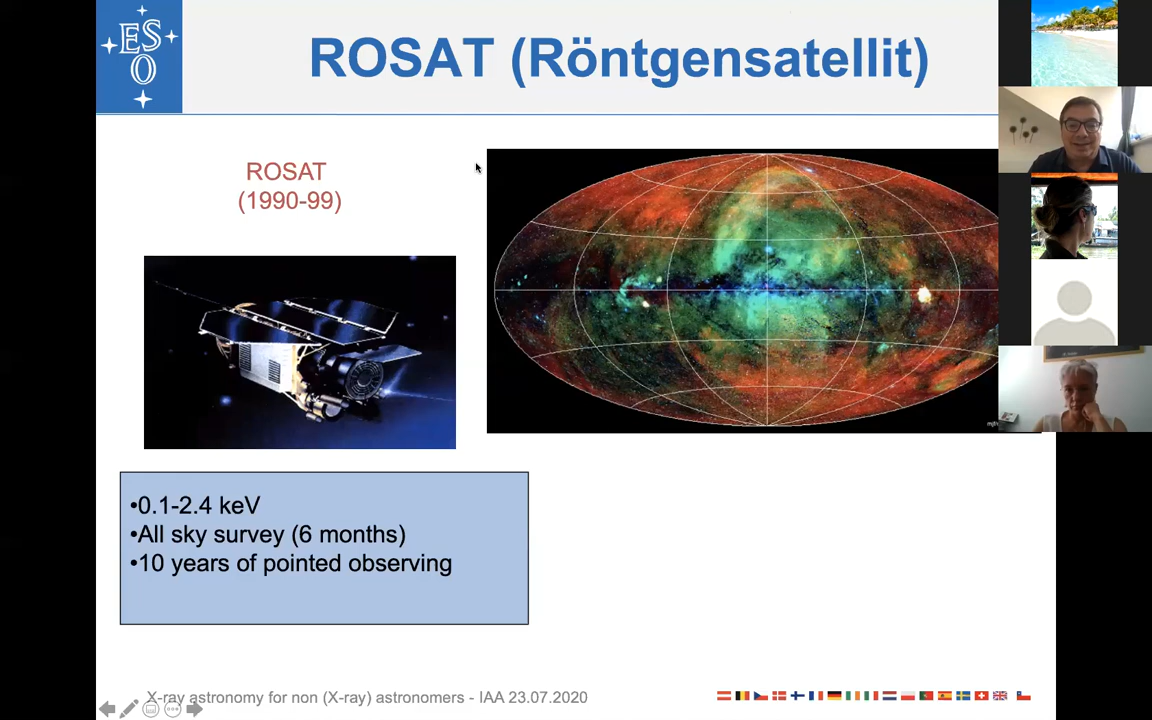 ES
O
ROSAT (Röntgensatellit)
ROSAT
(1990-99)
•0.1-2.4 keV
•All sky survey (6 months)
•10 years of pointed observing
X-ray astronomy for non (X-ray) astronomers - IAA 23.07.2020